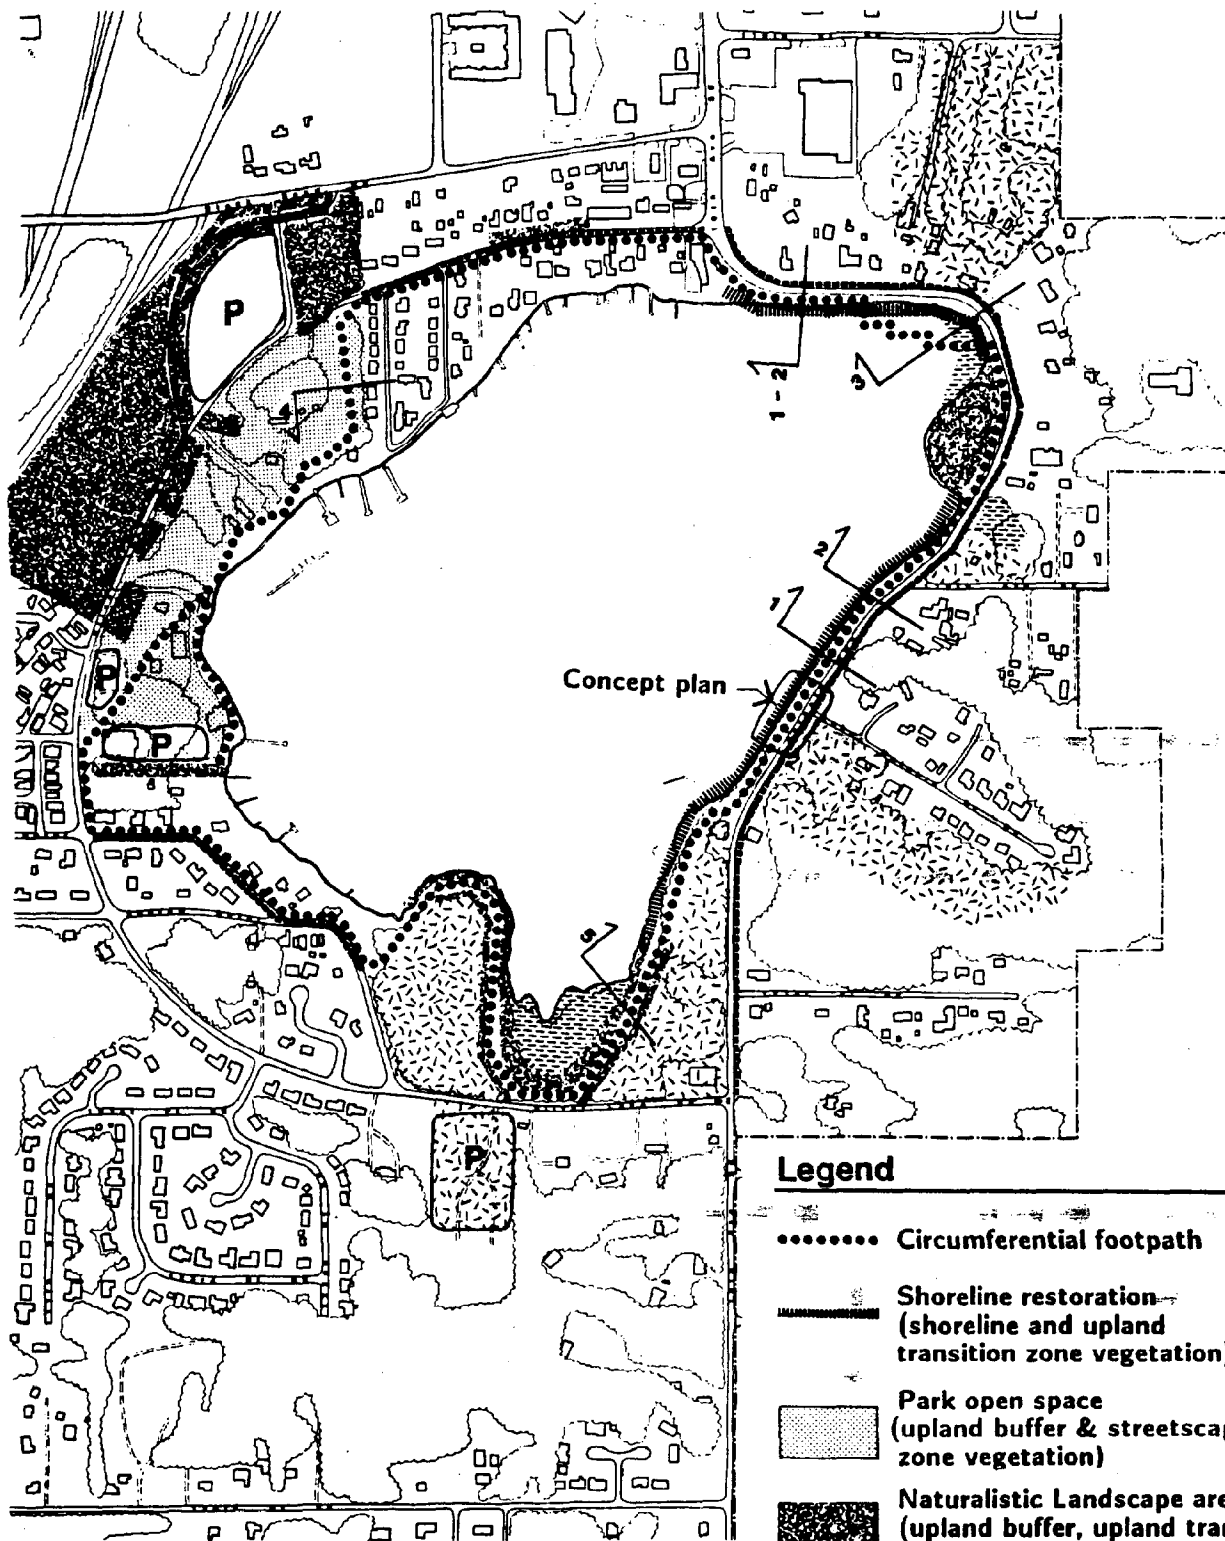 P
4
1 - 2
3
2
1
Concept plan
P
P
5
P
Legend
Circumferential footpath
Shoreline restoration
(shoreline and upland
transition zone vegetation)
Park open space
(upland buffer & streetscap
zone vegetation)
Naturalistic Landscape are
(upland buffer, upland tran